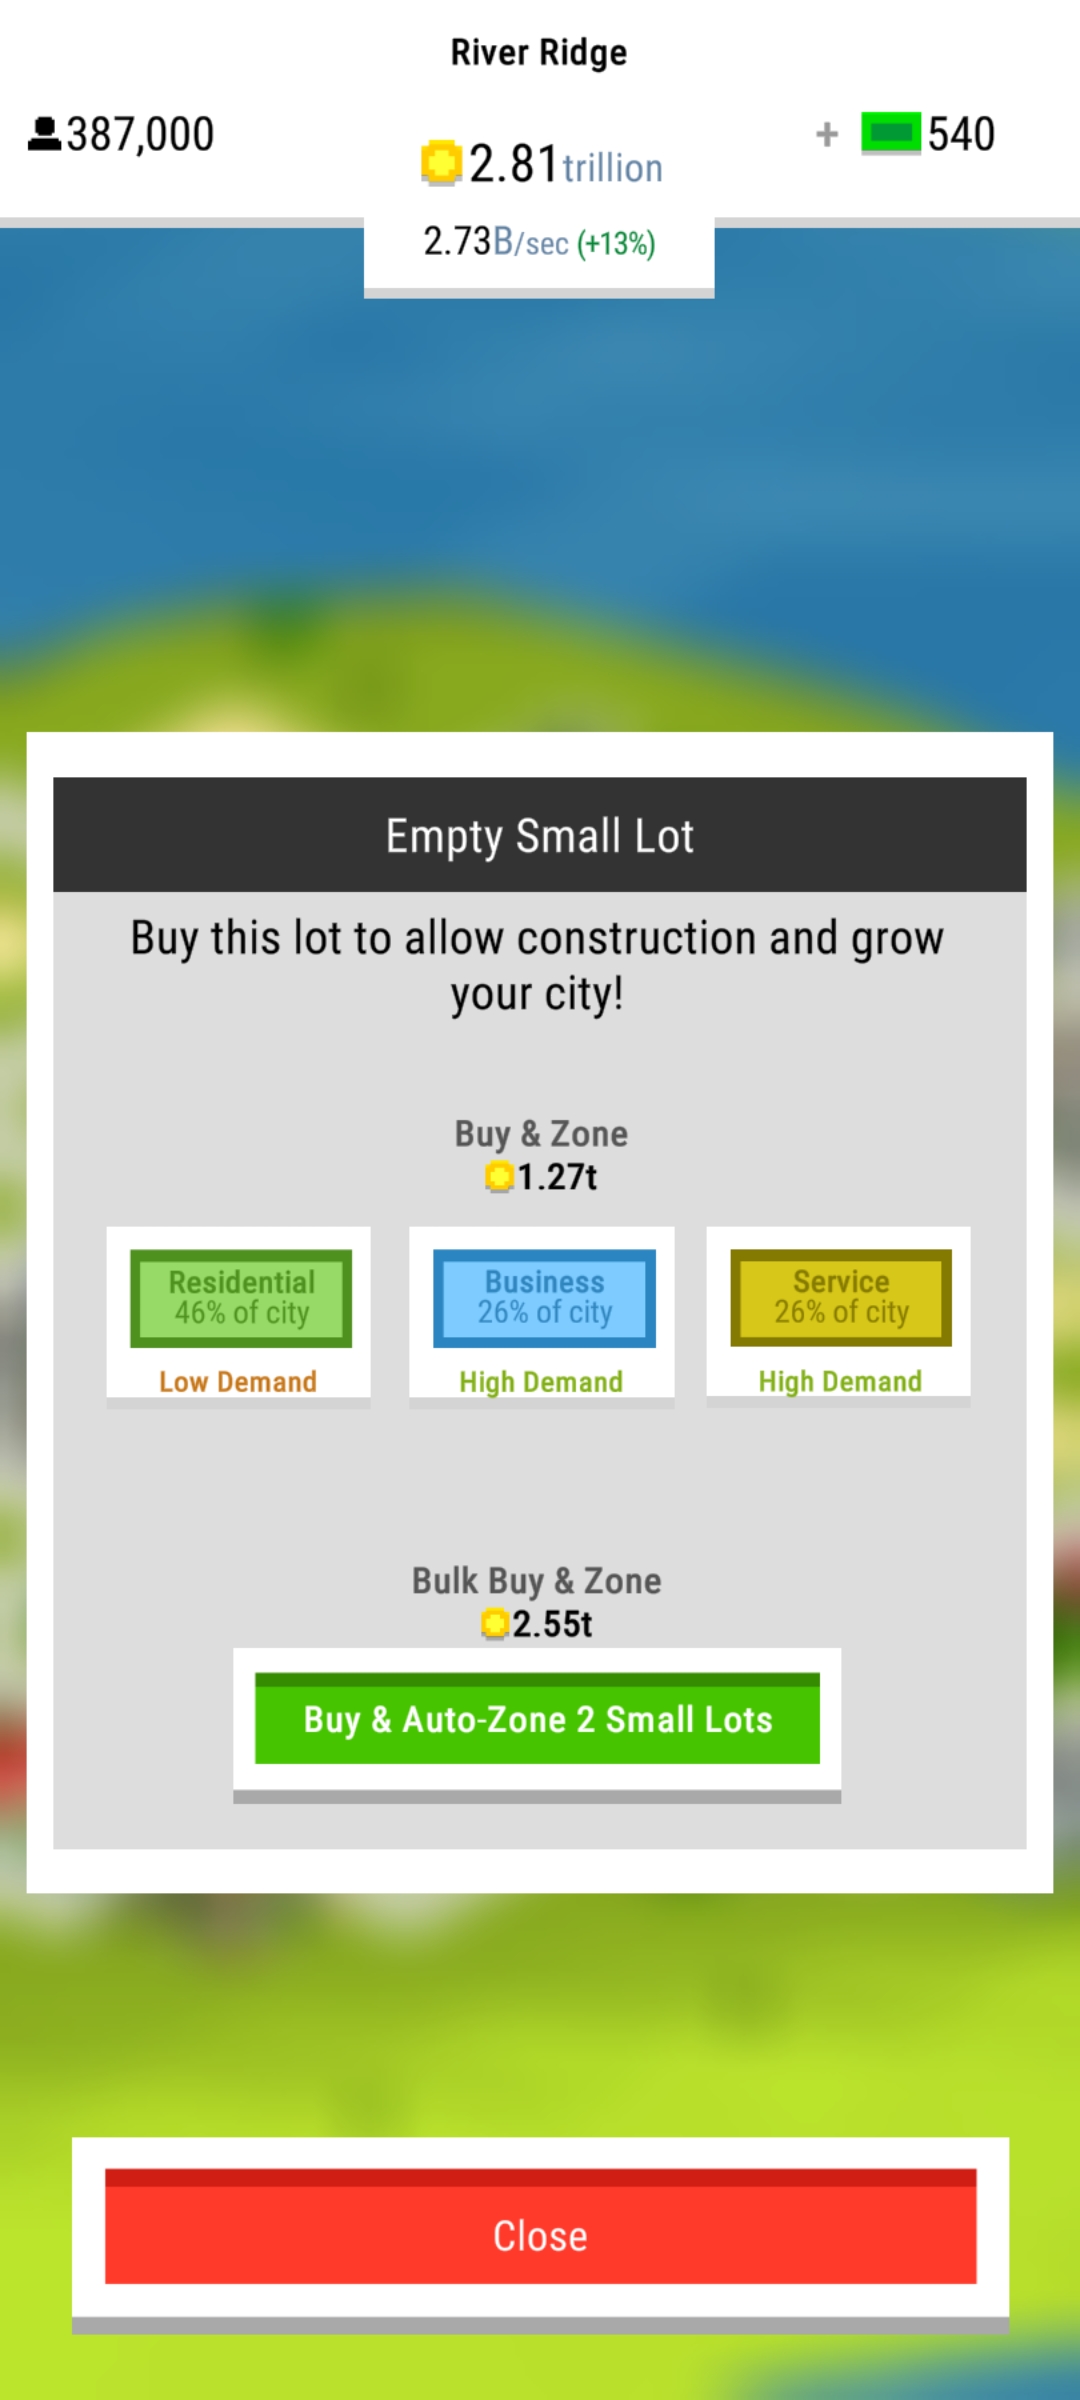 River Ridge
387,000
2.81trillion
+ 540
2.73B/sec (+13%)
Empty Small Lot
Buy this lot to allow construction and grow
your city!
Buy & Zone
1.27t
Residential
46% of city
Low Demand
Business
26% of city
High Demand
Service
26% of city
High Demand
Bulk Buy & Zone
2.55t
Buy & Auto-Zone 2 Small Lots
Close